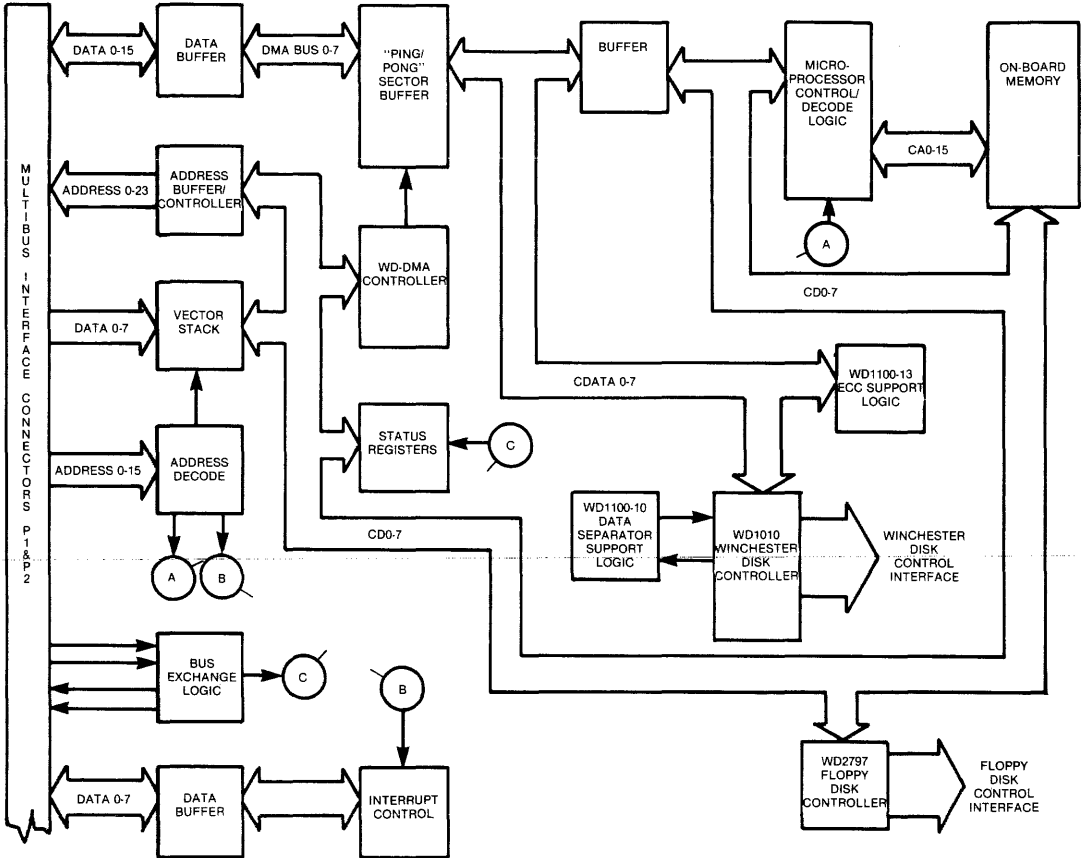 MULTIBUS INTERFACE CONNECTORS P1&P2
DATA 0-15
DATA
BUFFER
DMA BUS 0-7
"PING/
PONG"
SECTOR
BUFFER
BUFFER
MICRO-
PROCESSOR
CONTROL/
DECODE
LOGIC
CA0-15
ON-BOARD
MEMORY
ADDRESS 0-23
ADDRESS
BUFFER/
CONTROLLER
WD-DMA
CONTROLLER
A
CD0-7
DATA 0-7
VECTOR
STACK
CDATA 0-7
WD1100-13
ECC SUPPORT
LOGIC
ADDRESS 0-15
ADDRESS
DECODE
STATUS
REGISTERS
C
A
B
CD0-7
WD1100-10
DATA
SEPARATOR
SUPPORT
LOGIC
WD1010
WINCHESTER
DISK
CONTROLLER
WINCHESTER
DISK
CONTROL
INTERFACE
BUS
EXCHANGE
LOGIC
C
B
DATA 0-7
DATA
BUFFER
INTERRUPT
CONTROL
WD2797
FLOPPY
DISK
CONTROLLER
FLOPPY
DISK
CONTROL
INTERFACE